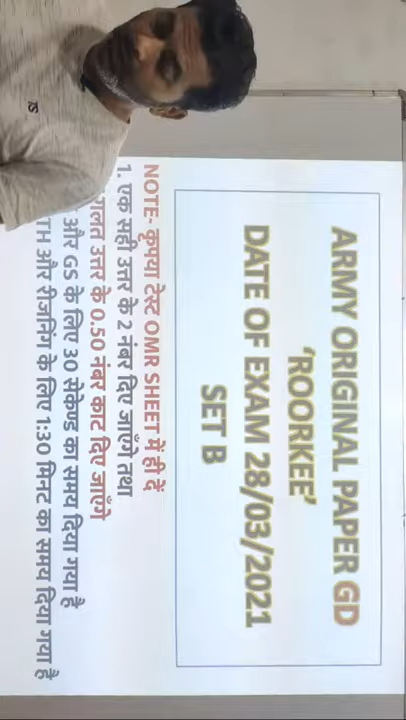 ARMY ORIGINAL PAPER GD
'ROORKEE'
DATE OF EXAM 28/03/2021
SET B
NOTE- कृपया टेस्ट OMR SHEET में ही दें
1. एक सही उत्तर के 2 नंबर दिए जाएँगे तथा
उत्तर के 0.50 नंबर काट दिए जाएँगे
और GS के लिए 30 सेकेण्ड का समय दिया गया है
और रीजनिंग के लिए 1:30 मिनट का समय दिया गया है